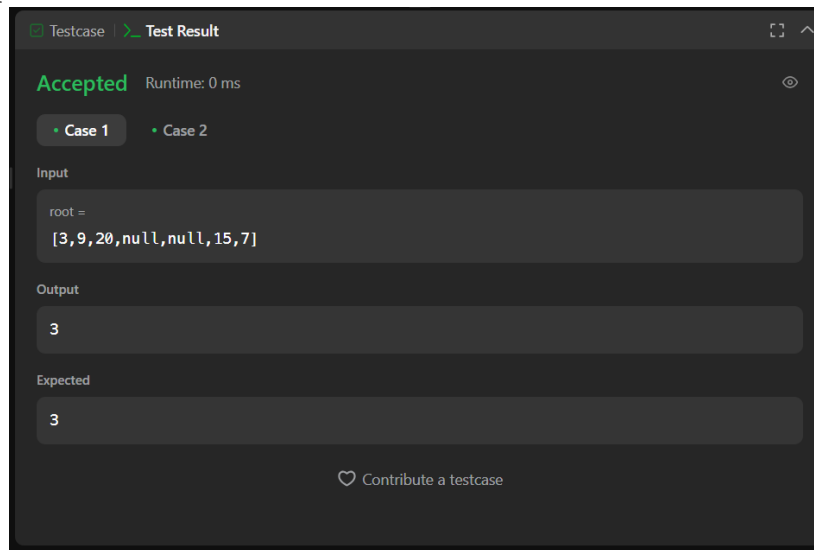 Testcase | >_ Test Result
Accepted Runtime: 0 ms
• Case 1 • Case 2
Input
root =
[3,9,20,null,null,15,7]
Output
3
Expected
3
Contribute a testcase